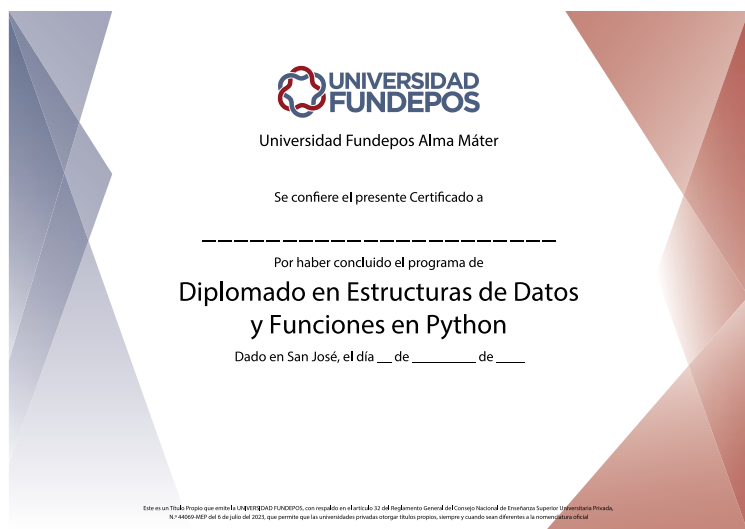 UNIVERSIDAD
FUNDEPOS
Universidad Fundepos Alma Máter
Se confiere el presente Certificado a
______________________
Por haber concluido el programa de
Diplomado en Estructuras de Datos
y Funciones en Python
Dado en San José, el día __ de ________ de ____
Este es un Título Propio que emite la UNIVERSIDAD FUNDEPOS, con respaldo en el artículo 32 del Reglamento General del Consejo Nacional de Enseñanza Superior Universitaria Privada,
N.º 44069-MEP del 6 de julio del 2023, que permite que las universidades privadas otorgar títulos propios, siempre y cuando sean diferentes a la nomenclatura oficial